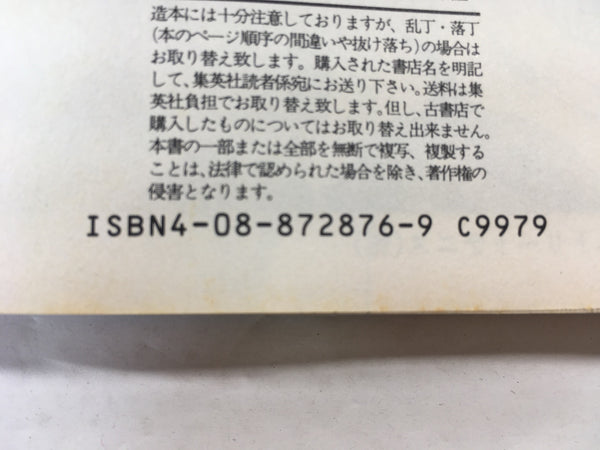 造本には十分注意しておりますが、乱丁・落丁
(本のページ順序の間違いや抜け落ち)の場合は
お取り替え致します。購入された書店名を明記
して、集英社読者係宛にお送り下さい。送料は集
英社負担でお取り替え致します。但し、古書店で
購入したものについてはお取り替え出来ません。
本書の一部または全部を無断で複写、複製する
ことは、法律で認められた場合を除き、著作権の
侵害となります。
ISBN4-08-872876-9 C9979